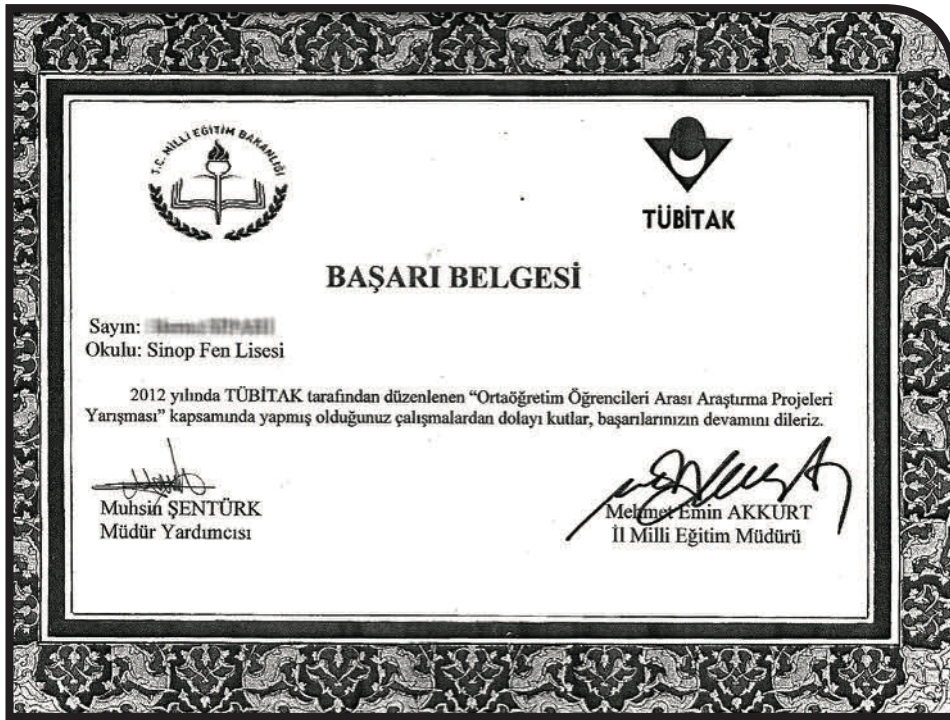 T.C. MİLLİ EĞİTİM BAKANLIĞI
TÜBİTAK
BAŞARI BELGESİ
Sayın:
Okulu: Sinop Fen Lisesi
2012 yılında TÜBİTAK tarafından düzenlenen “Ortaöğretim Öğrencileri Arası Araştırma Projeleri
Yarışması” kapsamında yapmış olduğunuz çalışmalardan dolayı kutlar, başarılarınızın devamını dileriz.
Muhsin ŞENTÜRK
Müdür Yardımcısı
Mehmet Emin AKKURT
İl Milli Eğitim Müdürü